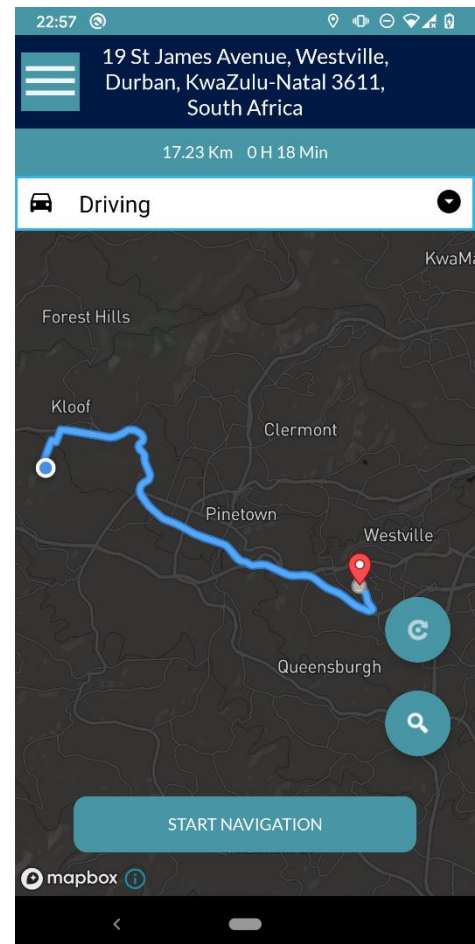 22:57
19 St James Avenue, Westville,
Durban, KwaZulu-Natal 3611,
South Africa
17.23 Km 0 H 18 Min
Driving
KwaMa
Forest Hills
Kloof
Clermont
Pinetown
Westville
Queensburgh
START NAVIGATION
mapbox